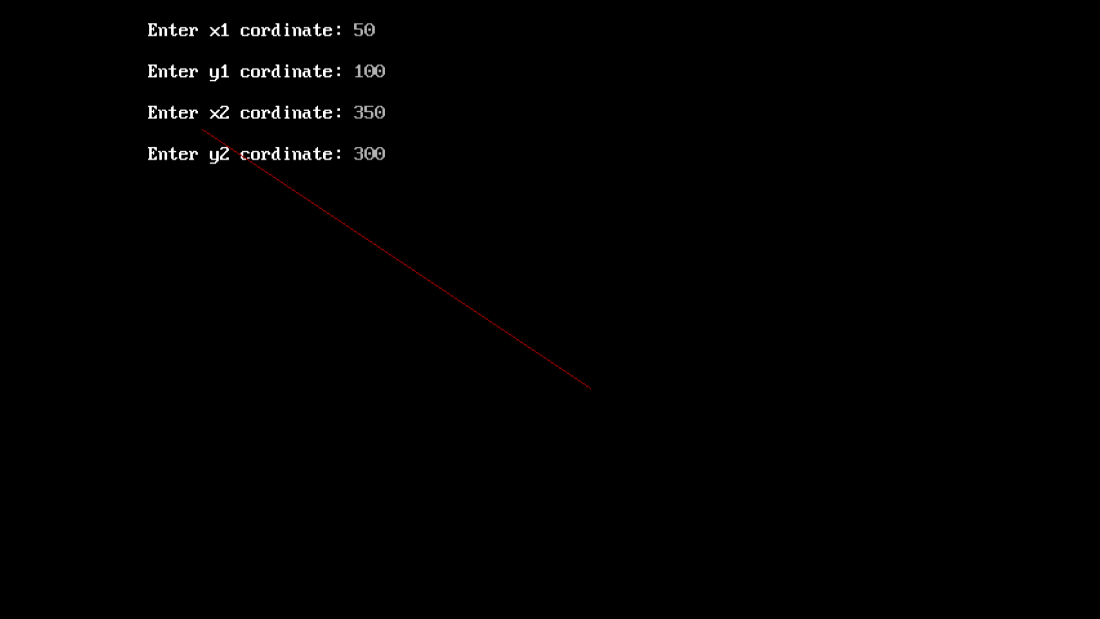 Enter x1 cordinate: 50
Enter y1 cordinate: 100
Enter x2 cordinate: 350
Enter y2 cordinate: 300